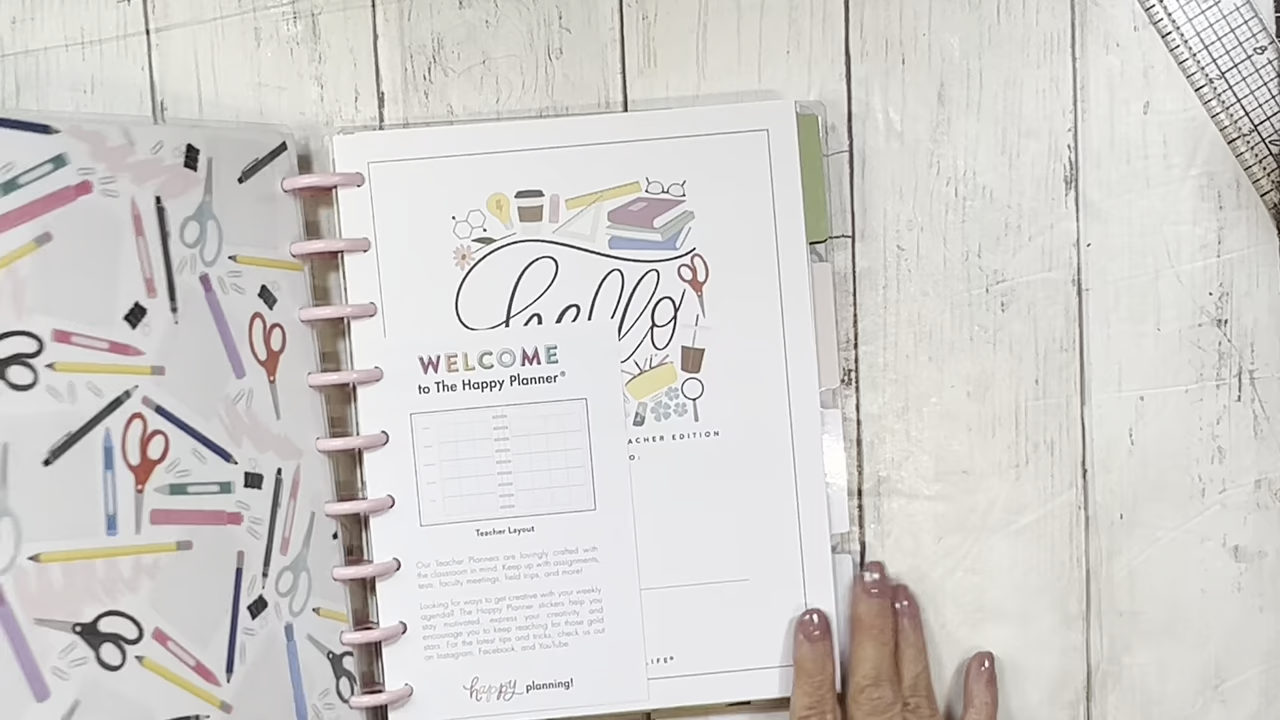 hello
WELCOME
to The Happy Planner®
Teacher Layout
ACHER EDITION
O:
Our Teacher Planners are lovingly crafted with
the classroom in mind. Keep up with assignments,
tests, faculty meetings, field trips, and more!
Looking for ways to get creative with your weekly
agenda? The Happy Planner stickers help you
stay motivated, express your creativity, and
encourage you to keep reaching for those gold
stars. For the latest tips and tricks, check us out
on Instagram, Facebook, and YouTube.
LIFE®
happy planning!